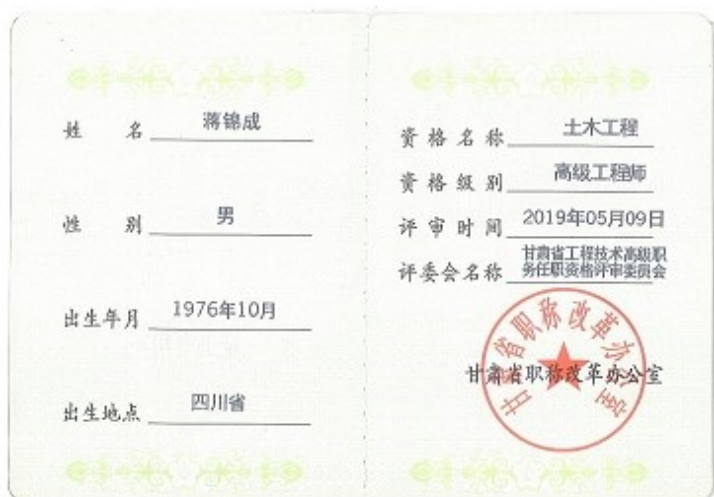 姓 名 蒋锦成
性 别 男
出生年月 1976年10月
出生地点 四川省
资格名称 土木工程
资格级别 高级工程师
评审时间 2019年05月09日
评委会名称 甘肃省工程技术高级职
务任职资格评审委员会
甘肃省职称改革办公室
甘肃省职称改革办公室